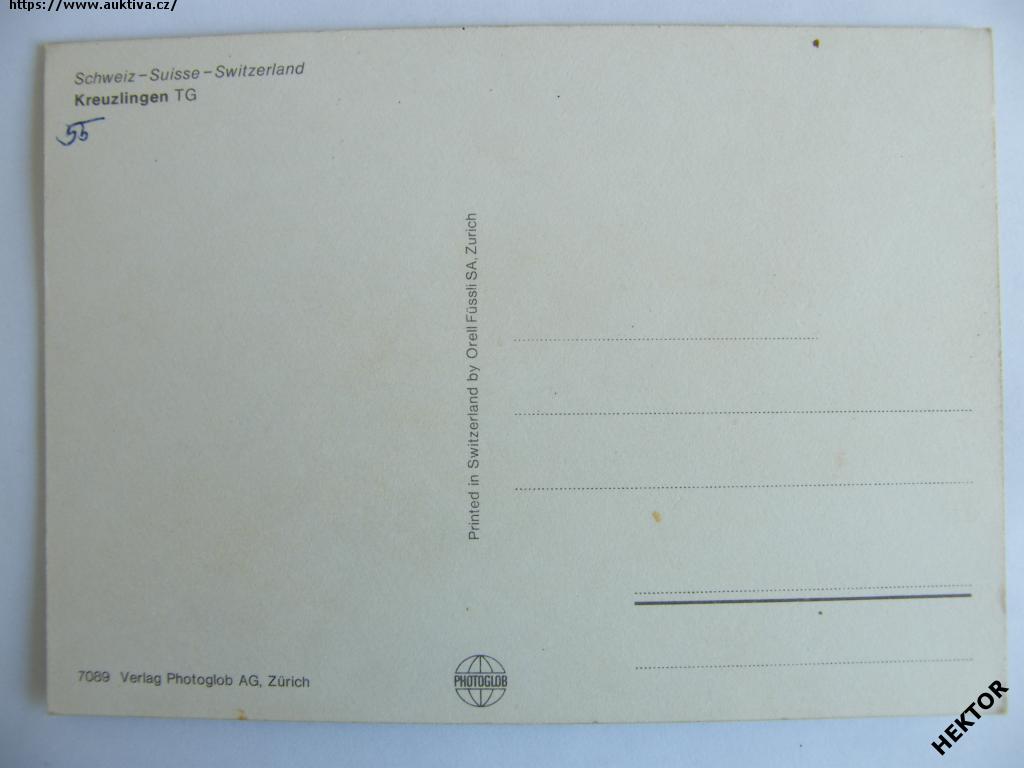 https://www.auktiva.cz/
Schweiz – Suisse – Switzerland
Kreuzlingen TG
55
Printed in Switzerland by Orell Füssli SA, Zurich
7089 Verlag Photoglob AG, Zürich
PHOTOGLOB
HEKTOR